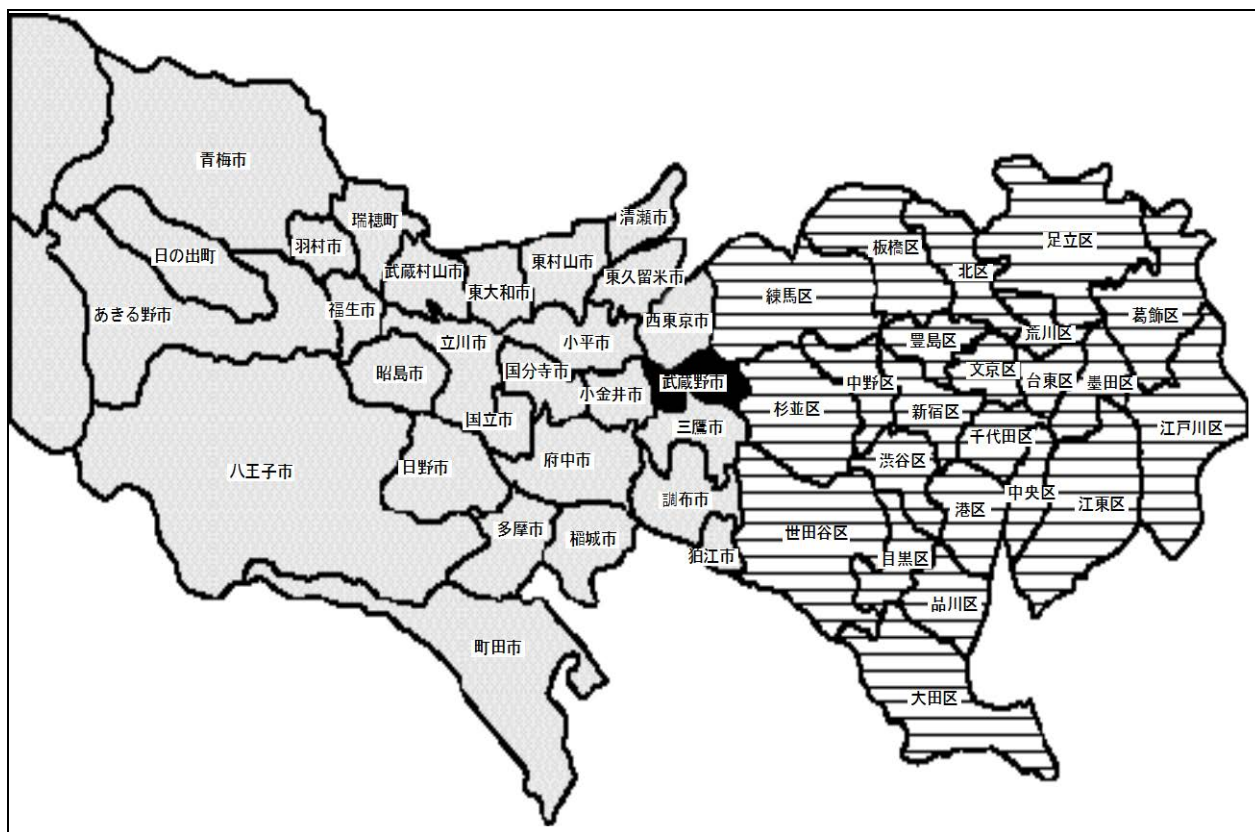 青梅市
瑞穂町
羽村市
日の出町
あきる野市
福生市
武蔵村山市
東大和市
東村山市
清瀬市
東久留米市
西東京市
立川市
小平市
昭島市
国分寺市
小金井市
武蔵野市
国立市
三鷹市
八王子市
日野市
府中市
調布市
多摩市
稲城市
狛江市
町田市
板橋区
足立区
北区
練馬区
葛飾区
豊島区
荒川区
中野区
文京区
台東区
墨田区
杉並区
新宿区
千代田区
江戸川区
渋谷区
中央区
港区
江東区
世田谷区
目黒区
品川区
大田区